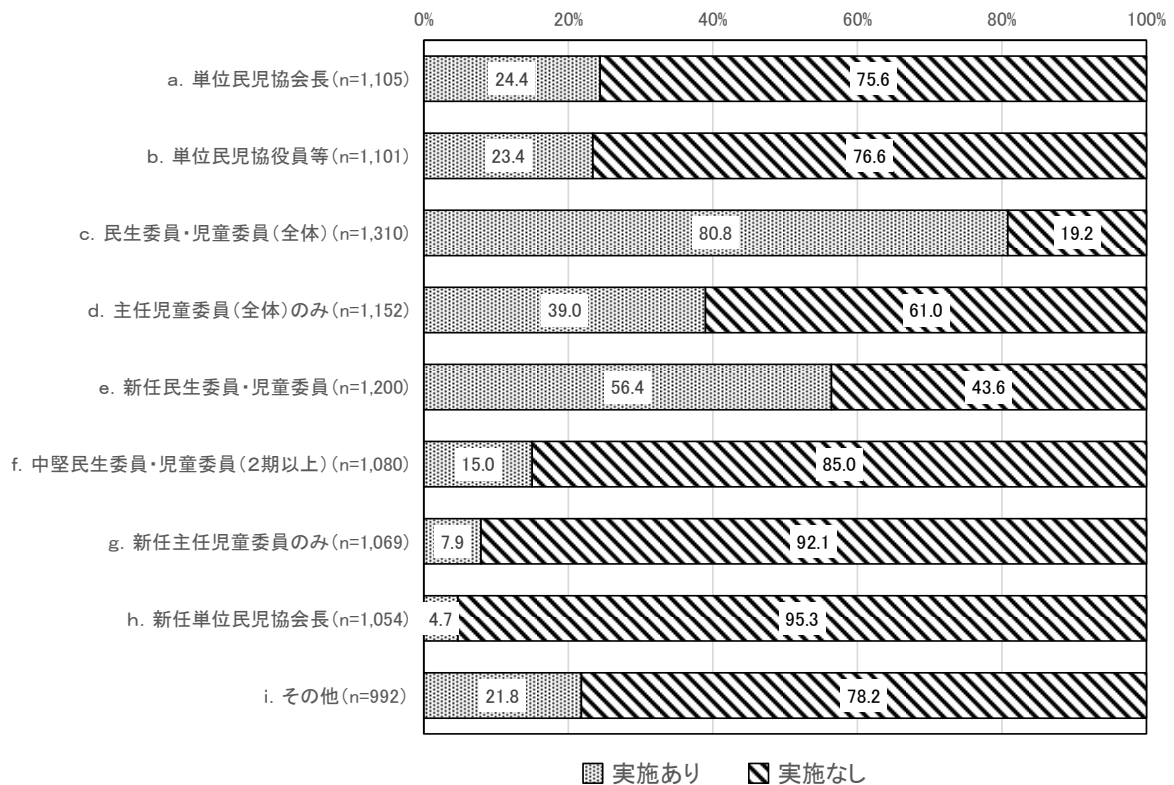 0% 20% 40% 60% 80% 100%
a. 単位民児協会長(n=1,105) 24.4 75.6
b. 単位民児協役員等(n=1,101) 23.4 76.6
c. 民生委員・児童委員(全体)(n=1,310) 80.8 19.2
d. 主任児童委員(全体)のみ(n=1,152) 39.0 61.0
e. 新任民生委員・児童委員(n=1,200) 56.4 43.6
f. 中堅民生委員・児童委員(2期以上)(n=1,080) 15.0 85.0
g. 新任主任児童委員のみ(n=1,069) 7.9 92.1
h. 新任単位民児協会長(n=1,054) 4.7 95.3
i. その他(n=992) 21.8 78.2
実施あり 実施なし